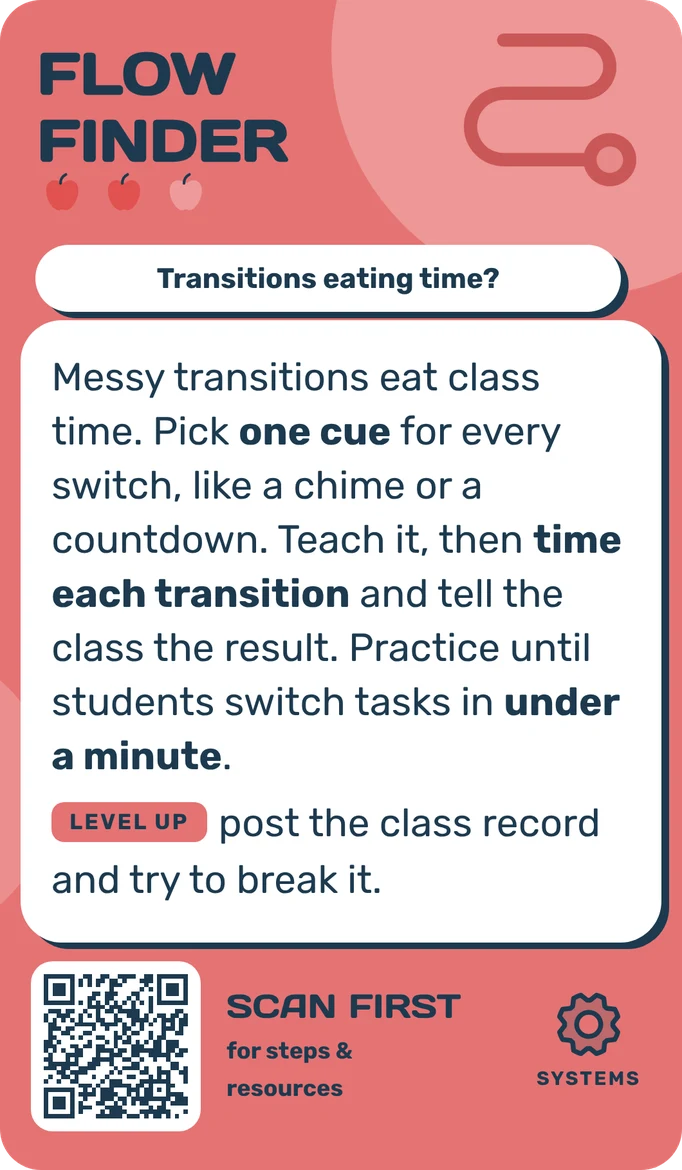 FLOW
FINDER
Transitions eating time?
Messy transitions eat class
time. Pick one cue for every
switch, like a chime or a
countdown. Teach it, then time
each transition and tell the
class the result. Practice until
students switch tasks in under
a minute.
LEVEL UP post the class record
and try to break it.
SCAN FIRST
for steps &
resources
SYSTEMS